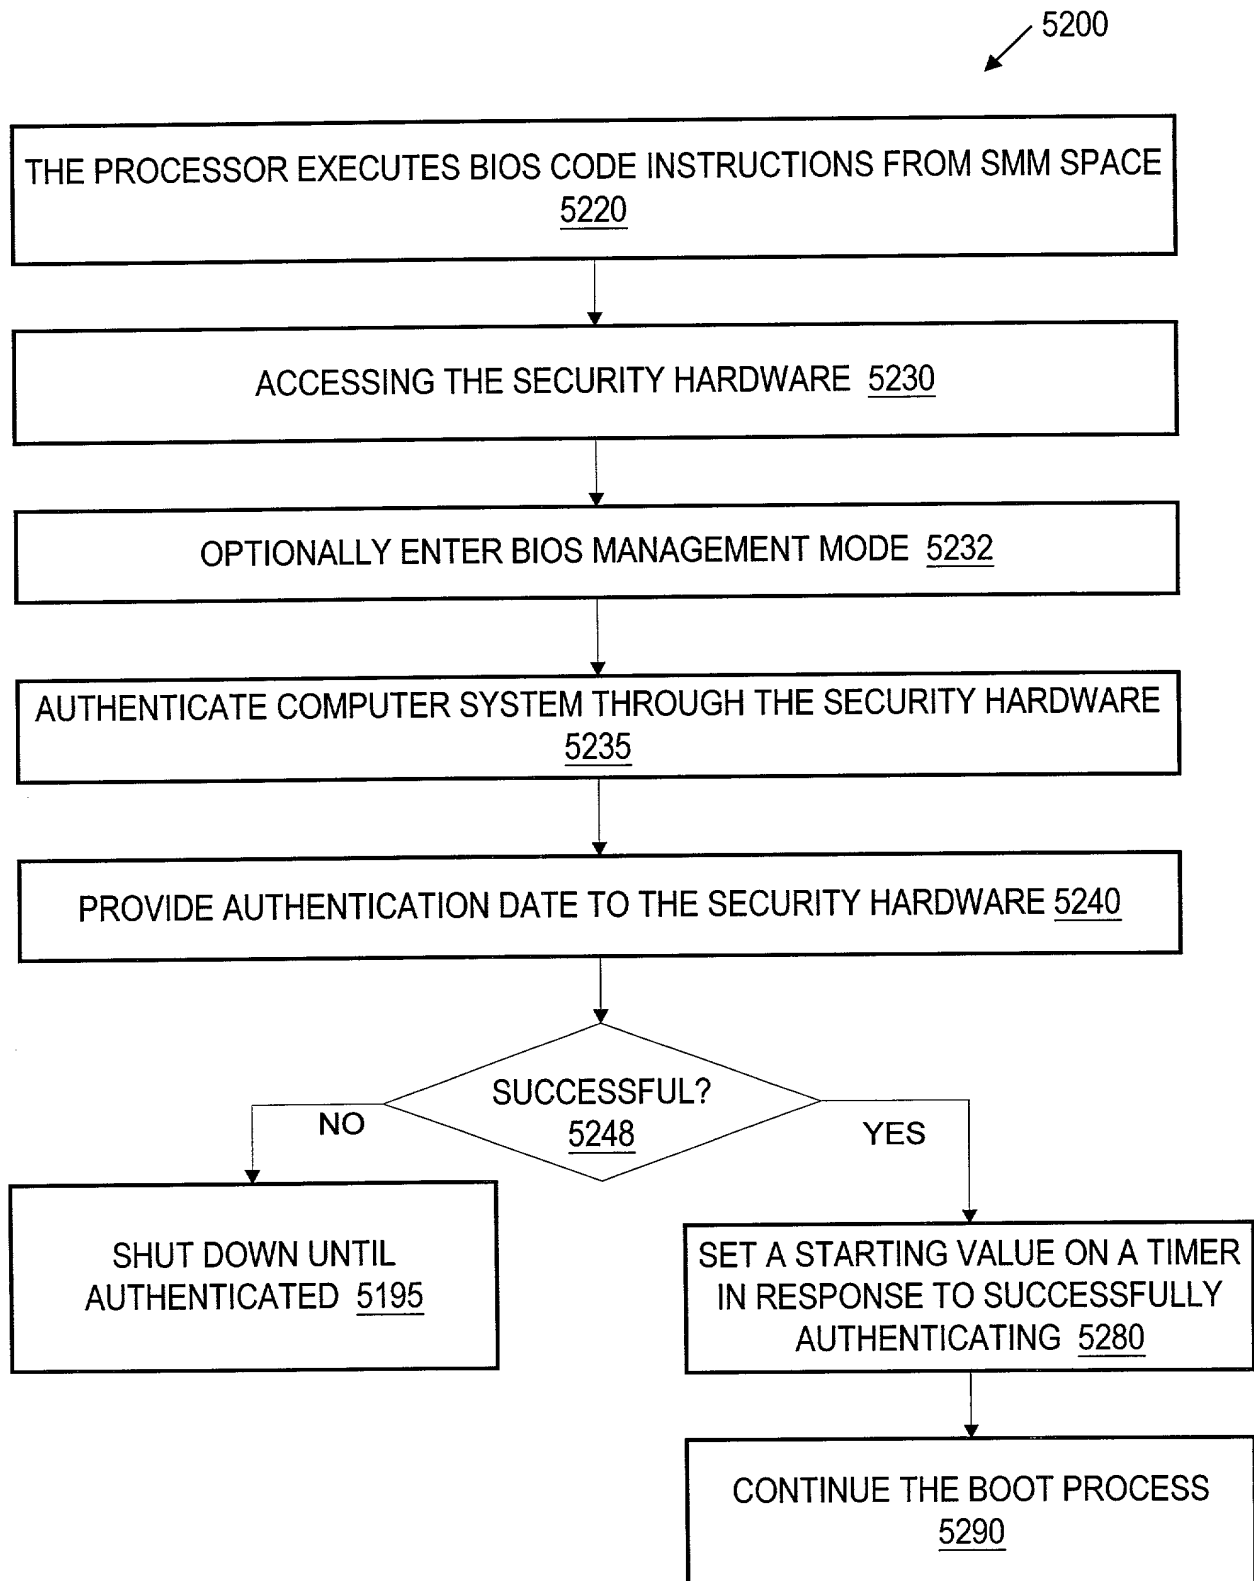 5200
THE PROCESSOR EXECUTES BIOS CODE INSTRUCTIONS FROM SMM SPACE
5220
ACCESSING THE SECURITY HARDWARE 5230
OPTIONALLY ENTER BIOS MANAGEMENT MODE 5232
AUTHENTICATE COMPUTER SYSTEM THROUGH THE SECURITY HARDWARE
5235
PROVIDE AUTHENTICATION DATE TO THE SECURITY HARDWARE 5240
SUCCESSFUL?
5248
NO
YES
SHUT DOWN UNTIL
AUTHENTICATED 5195
SET A STARTING VALUE ON A TIMER
IN RESPONSE TO SUCCESSFULLY
AUTHENTICATING 5280
CONTINUE THE BOOT PROCESS
5290